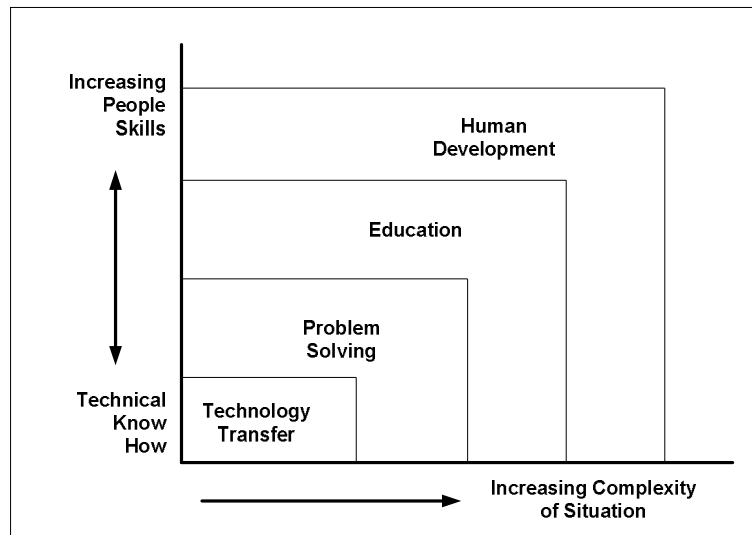 Increasing
People
Skills
Human
Development
Education
Problem
Solving
Technical
Know
How
Technology
Transfer
Increasing Complexity
of Situation